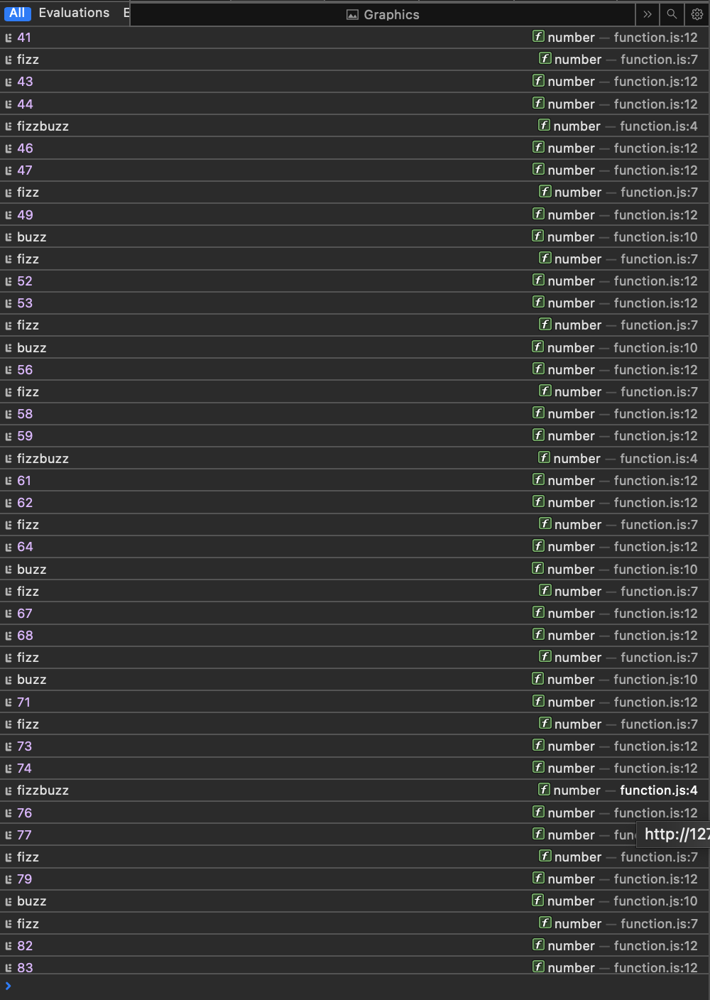 All Evaluations E Graphics
41 f number — function.js:12
fizz f number — function.js:7
43 f number — function.js:12
44 f number — function.js:12
fizzbuzz f number — function.js:4
46 f number — function.js:12
47 f number — function.js:12
fizz f number — function.js:7
49 f number — function.js:12
buzz f number — function.js:10
fizz f number — function.js:7
52 f number — function.js:12
53 f number — function.js:12
fizz f number — function.js:7
buzz f number — function.js:10
56 f number — function.js:12
fizz f number — function.js:7
58 f number — function.js:12
59 f number — function.js:12
fizzbuzz f number — function.js:4
61 f number — function.js:12
62 f number — function.js:12
fizz f number — function.js:7
64 f number — function.js:12
buzz f number — function.js:10
fizz f number — function.js:7
67 f number — function.js:12
68 f number — function.js:12
fizz f number — function.js:7
buzz f number — function.js:10
71 f number — function.js:12
fizz f number — function.js:7
73 f number — function.js:12
74 f number — function.js:12
fizzbuzz f number — function.js:4
76 f number — function.js:12
77 f number — fun http://127
fizz f number — function.js:7
79 f number — function.js:12
buzz f number — function.js:10
fizz f number — function.js:7
82 f number — function.js:12
83 f number — function.js:12